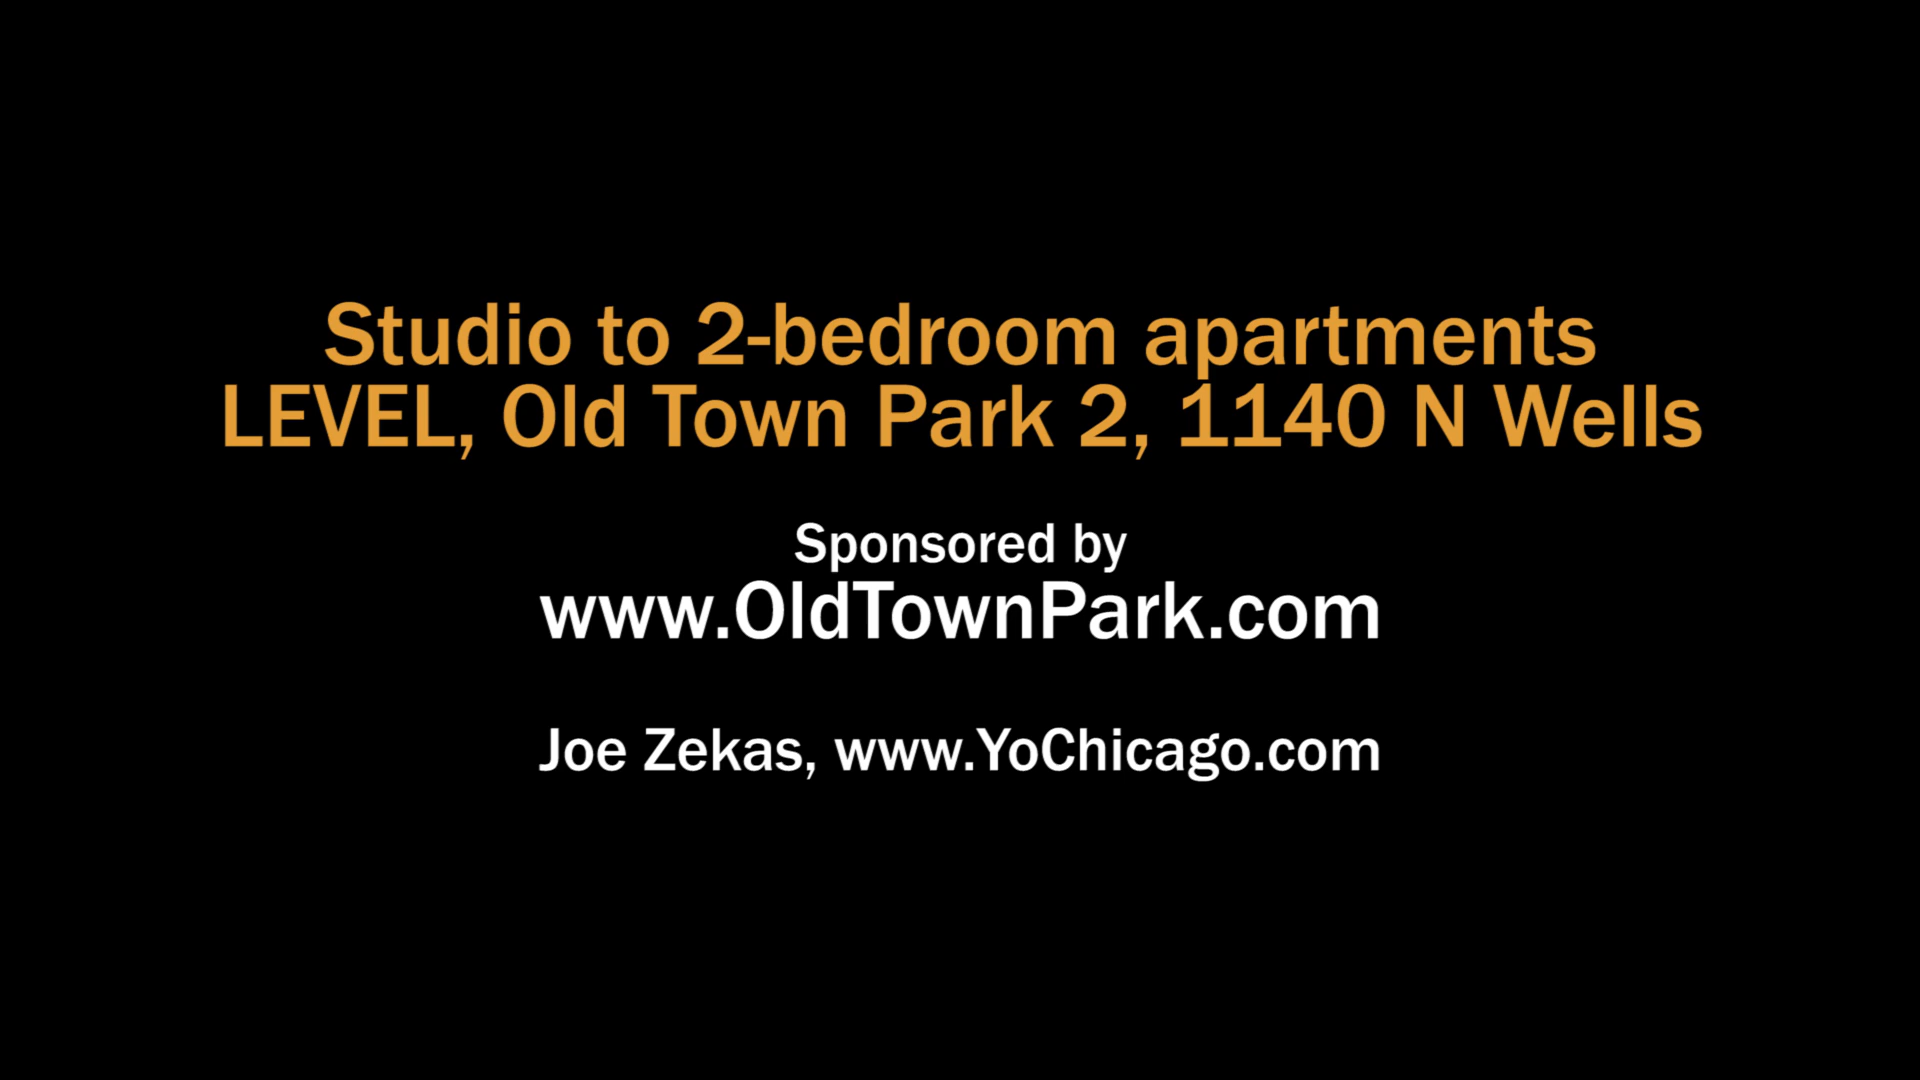 Studio to 2-bedroom apartments
LEVEL, Old Town Park 2, 1140 N Wells
Sponsored by
www.OldTownPark.com
Joe Zekas, www.YoChicago.com